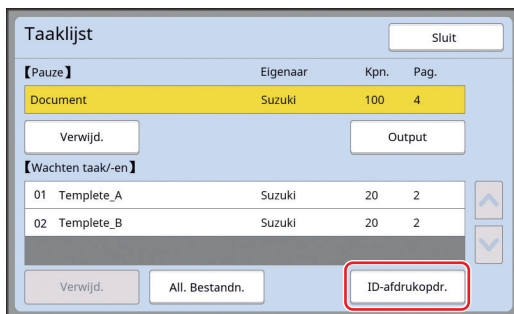 Taaklijst Sluit
【Pauze】 Eigenaar Kpn. Pag.
Document Suzuki 100 4
Verwijd. Output
【Wachten taak/-en】
01 Templete_A Suzuki 20 2
02 Templete_B Suzuki 20 2
Verwijd. All. Bestandn. ID-afdrukopdr.